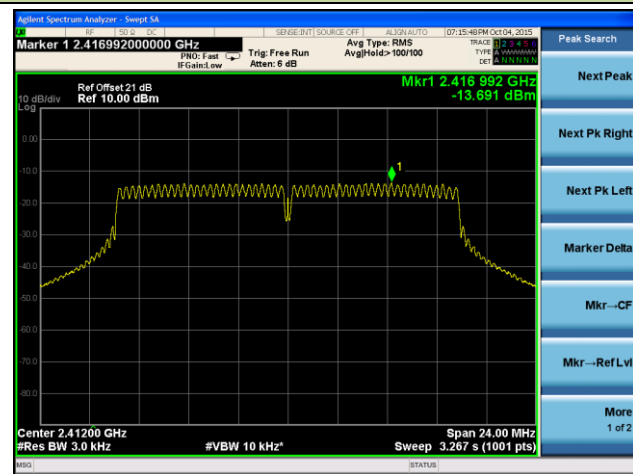 Agilent Spectrum Analyzer - Swept SA
RF 50 Ω DC SENSE:INT SOURCE OFF ALIGN AUTO 07:15:48 PM Oct 04, 2015
Marker 1 2.416992000000 GHz
PNO: Fast
IFGain:Low
Trig: Free Run
Atten: 6 dB
Avg Type: RMS
Avg|Hold:> 100/100
TRACE 1 2 3 4 5 6
TYPE A
DET A N N N N N
Peak Search
Next Peak
Next Pk Right
Next Pk Left
Marker Delta
Mkr→CF
Mkr→Ref Lvl
More
1 of 2
Mkr1 2.416 992 GHz
-13.691 dBm
Ref Offset 21 dB
10 dB/div Ref 10.00 dBm
Log
0.00
-10.0
-20.0
-30.0
-40.0
-50.0
-60.0
-70.0
-80.0
1
Center 2.41200 GHz Span 24.00 MHz
#Res BW 3.0 kHz #VBW 10 kHz* Sweep 3.267 s (1001 pts)
MSG STATUS